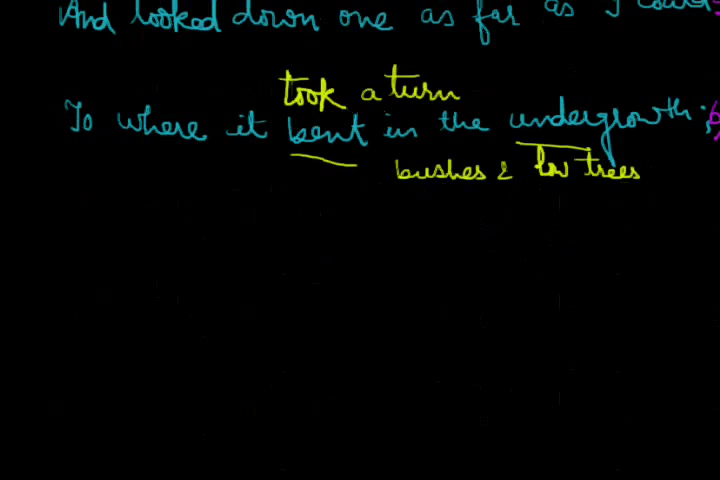 And looked down one as far as I could
took a turn
To where it bent in the undergrowth;
bushes & low trees